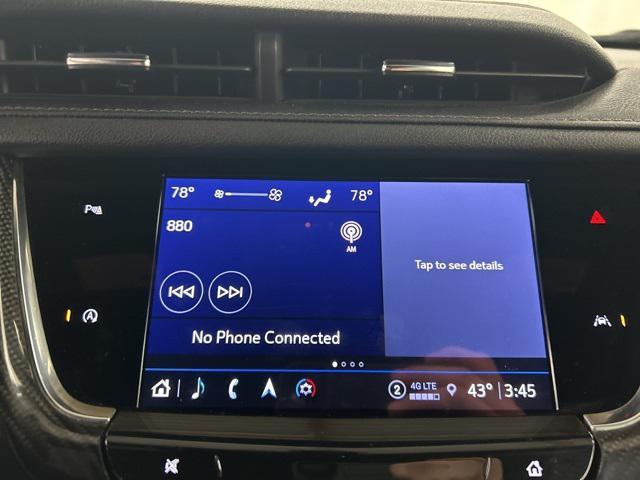 78° 78°
880
AM
Tap to see details
No Phone Connected
2 4G LTE 43° 3:45